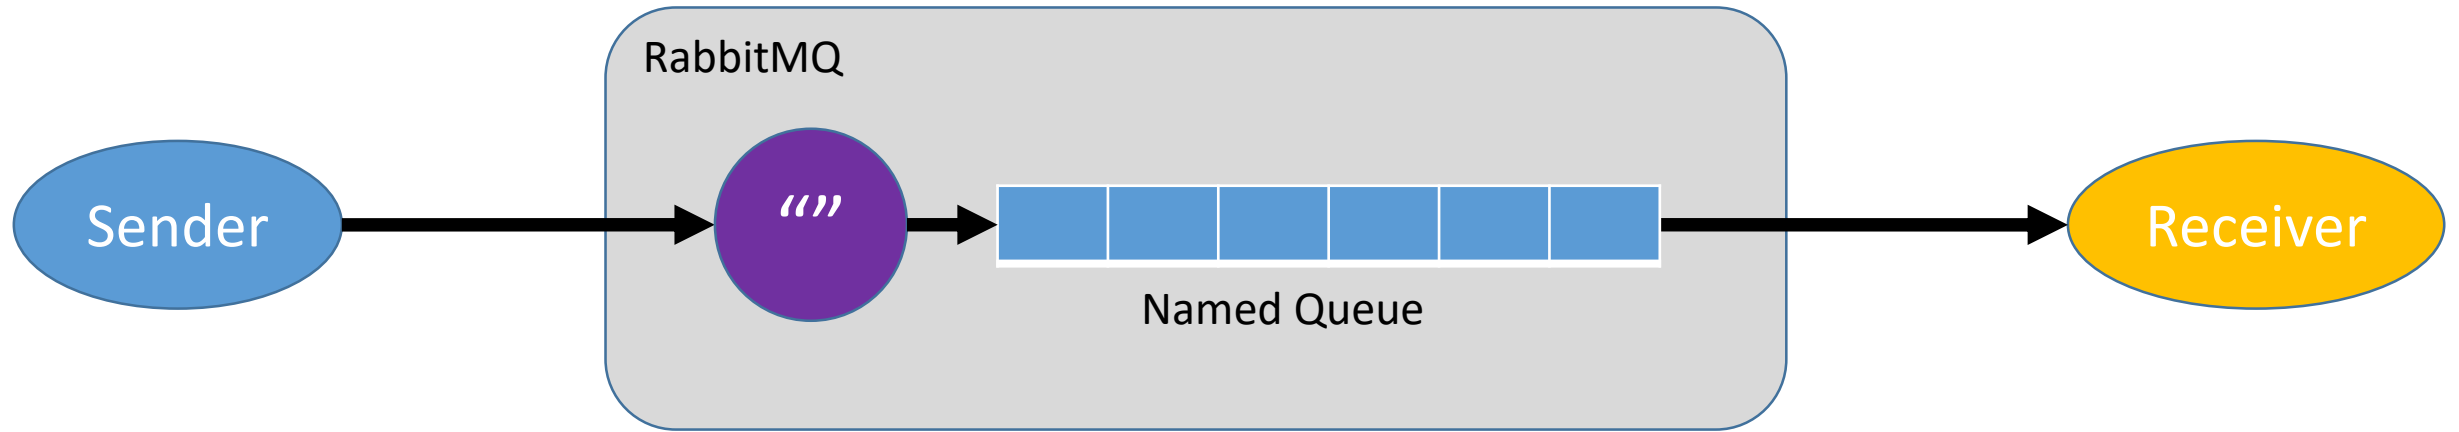 RabbitMQ
Sender
“”
Receiver
Named Queue